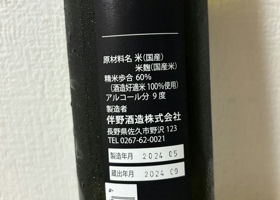 原材料名 米(国産)
米麹(国産米)
精米歩合 60%
(酒造好適米100%使用)
アルコール分 9度
製造者
伴野酒造株式会社
長野県佐久市野沢 123
TEL 0267-62-0021
製造年月 2024 05
蔵出年月 2024 09